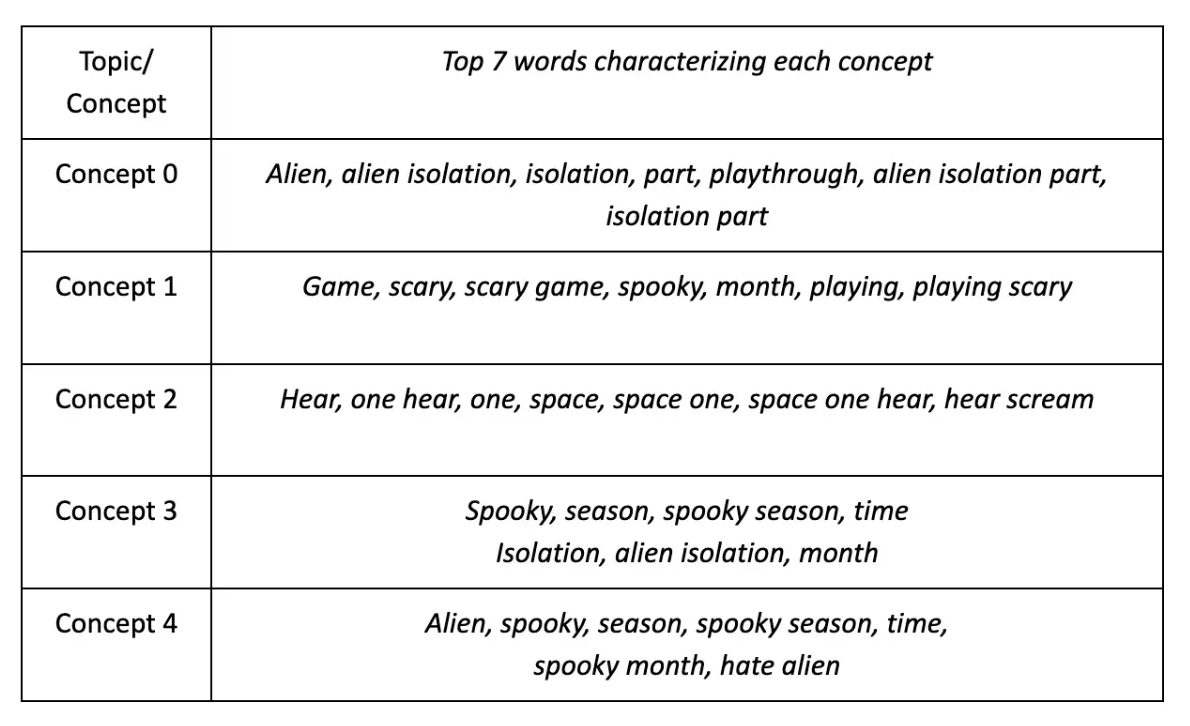 Topic/
Concept
Top 7 words characterizing each concept
Concept 0
Alien, alien isolation, isolation, part, playthrough, alien isolation part,
isolation part
Concept 1
Game, scary, scary game, spooky, month, playing, playing scary
Concept 2
Hear, one hear, one, space, space one, space one hear, hear scream
Concept 3
Spooky, season, spooky season, time
Isolation, alien isolation, month
Concept 4
Alien, spooky, season, spooky season, time,
spooky month, hate alien